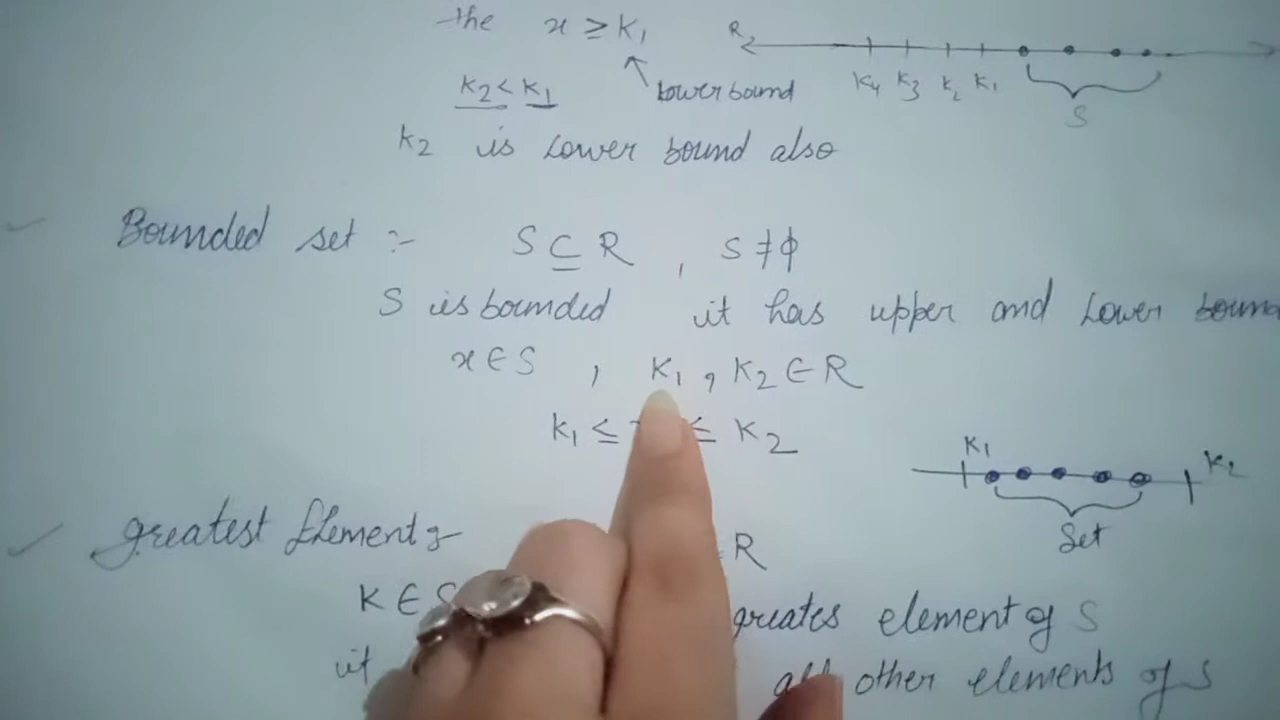 the x ≥ K₁
R
K₂ < K₁
Lower bound
K₄ K₃ K₂ K₁
S
K₂ is Lower bound also
Bounded set :- S ⊆ R , S ≠ ϕ
S is bounded it has upper and Lower
x ∈ S , K₁ , K₂ ∈ R
K₁ ≤ ≤ K₂
K₁ K₂
Set
greatest Element :- R
K ∈ S greates element of S
it all other elements of S